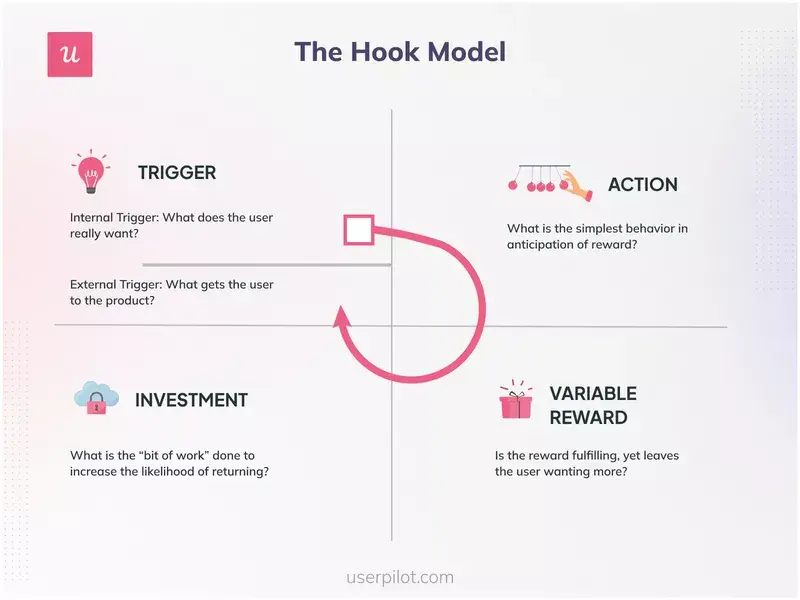 u
The Hook Model
TRIGGER
Internal Trigger: What does the user
really want?
External Trigger: What gets the user
to the product?
ACTION
What is the simplest behavior in
anticipation of reward?
INVESTMENT
What is the “bit of work” done to
increase the likelihood of returning?
VARIABLE
REWARD
Is the reward fulfilling, yet leaves
the user wanting more?
userpilot.com